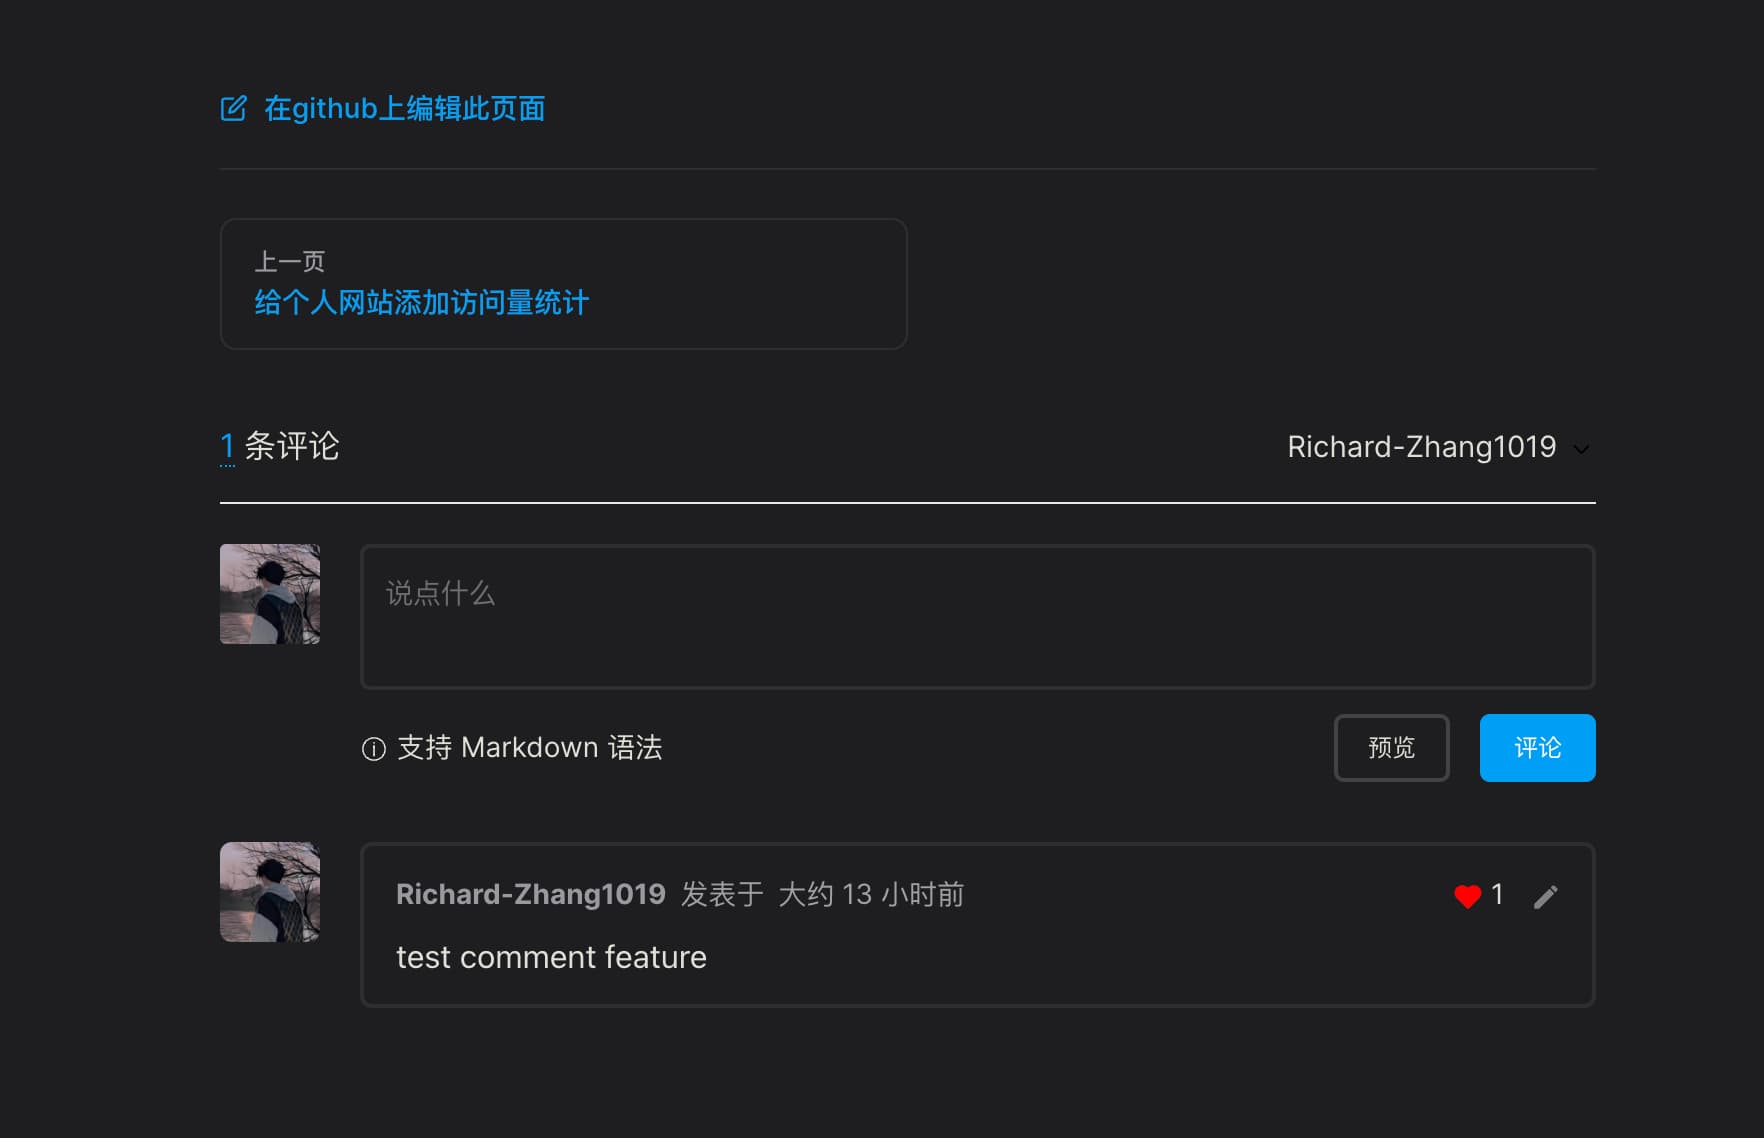 在github上编辑此页面
上一页
给个人网站添加访问量统计
1 条评论
Richard-Zhang1019
说点什么
支持 Markdown 语法
预览
评论
Richard-Zhang1019 发表于 大约 13 小时前
1
test comment feature